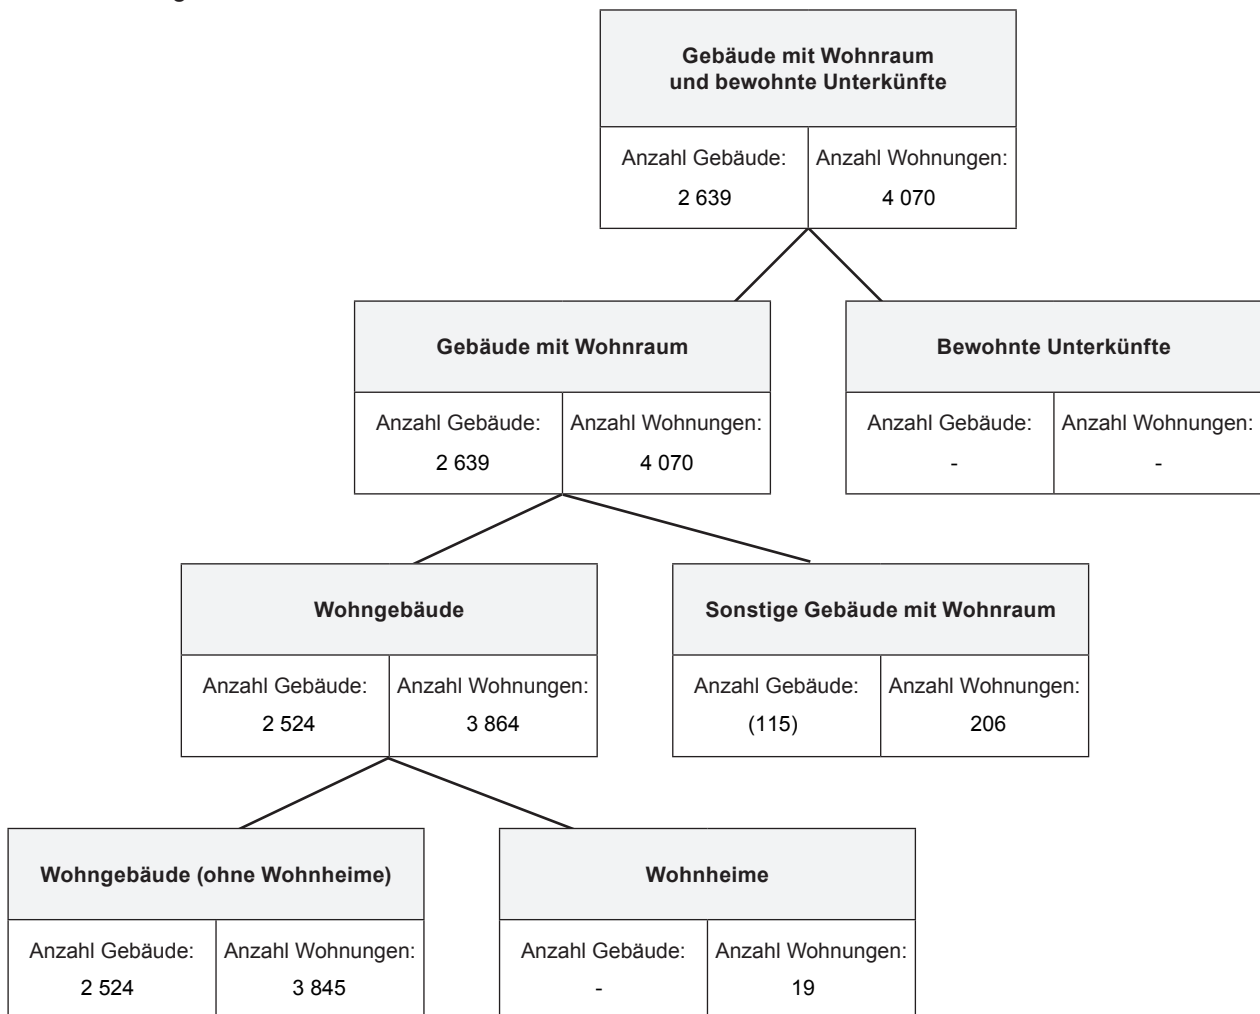 Gebäude mit Wohnraum
und bewohnte Unterkünfte
Anzahl Gebäude: Anzahl Wohnungen:
2 639 4 070
Gebäude mit Wohnraum Bewohnte Unterkünfte
Anzahl Gebäude: Anzahl Wohnungen: Anzahl Gebäude: Anzahl Wohnungen:
2 639 4 070 - -
Wohngebäude Sonstige Gebäude mit Wohnraum
Anzahl Gebäude: Anzahl Wohnungen: Anzahl Gebäude: Anzahl Wohnungen:
2 524 3 864 (115) 206
Wohngebäude (ohne Wohnheime) Wohnheime
Anzahl Gebäude: Anzahl Wohnungen: Anzahl Gebäude: Anzahl Wohnungen:
2 524 3 845 - 19